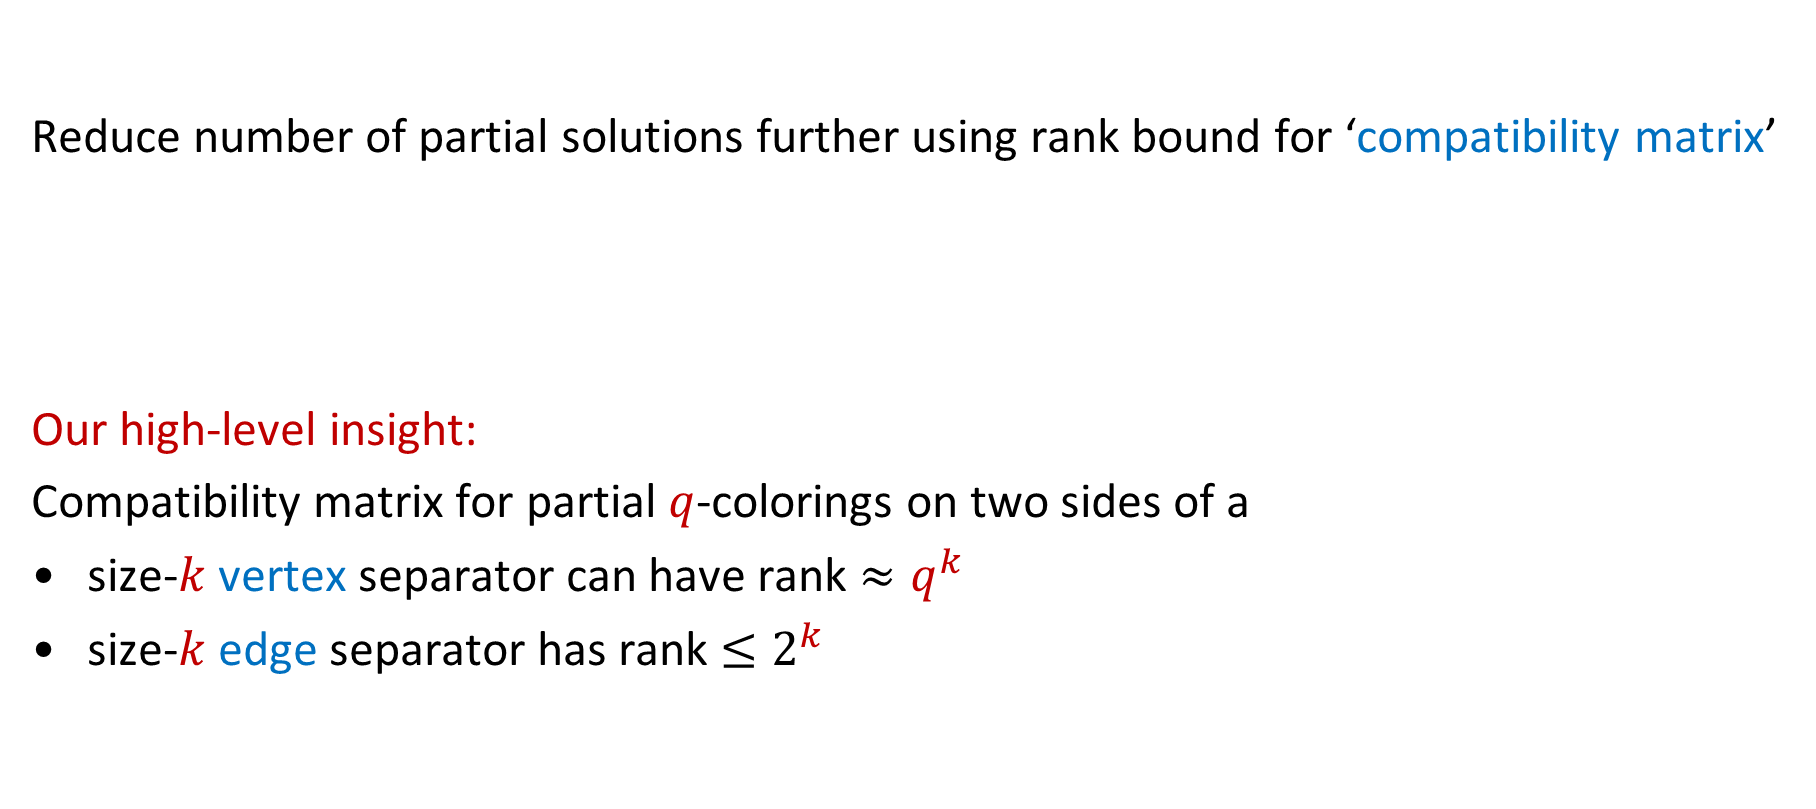 Reduce number of partial solutions further using rank bound for ‘compatibility matrix’
Our high-level insight:
Compatibility matrix for partial q-colorings on two sides of a
• size-k vertex separator can have rank ≈ q^k
• size-k edge separator has rank ≤ 2^k